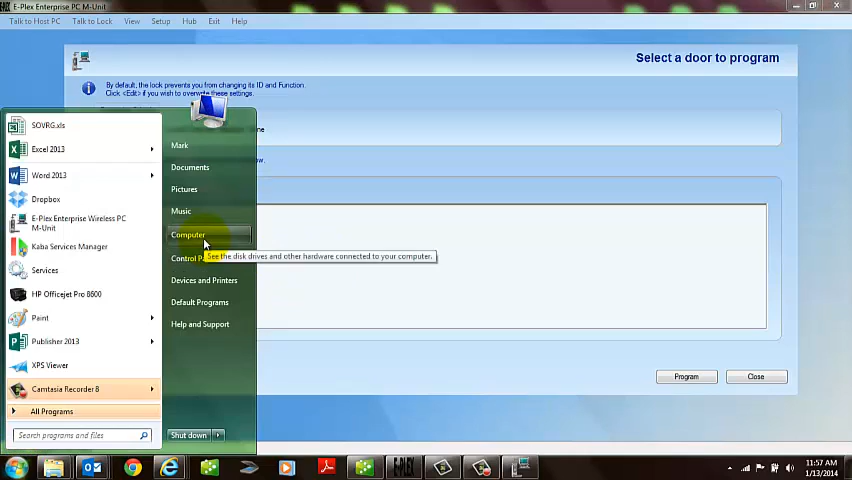 E-Plex Enterprise PC M-Unit
Talk to Host PC Talk to Lock View Setup Hub Exit Help
Select a door to program
By default, the lock prevents you from changing its ID and Function.
Click <Edit> if you wish to overwrite these settings.
SOVRG.xls
Excel 2013
Word 2013
Dropbox
E-Plex Enterprise Wireless PC
M-Unit
Kaba Services Manager
Services
HP Officejet Pro 8600
Paint
Publisher 2013
XPS Viewer
Camtasia Recorder 8
All Programs
Search programs and files
Mark
Documents
Pictures
Music
Computer
See the disk drives and other hardware connected to your computer.
Control P
Devices and Printers
Default Programs
Help and Support
Shut down
Program Close
E-PLEX
11:57 AM
1/13/2014